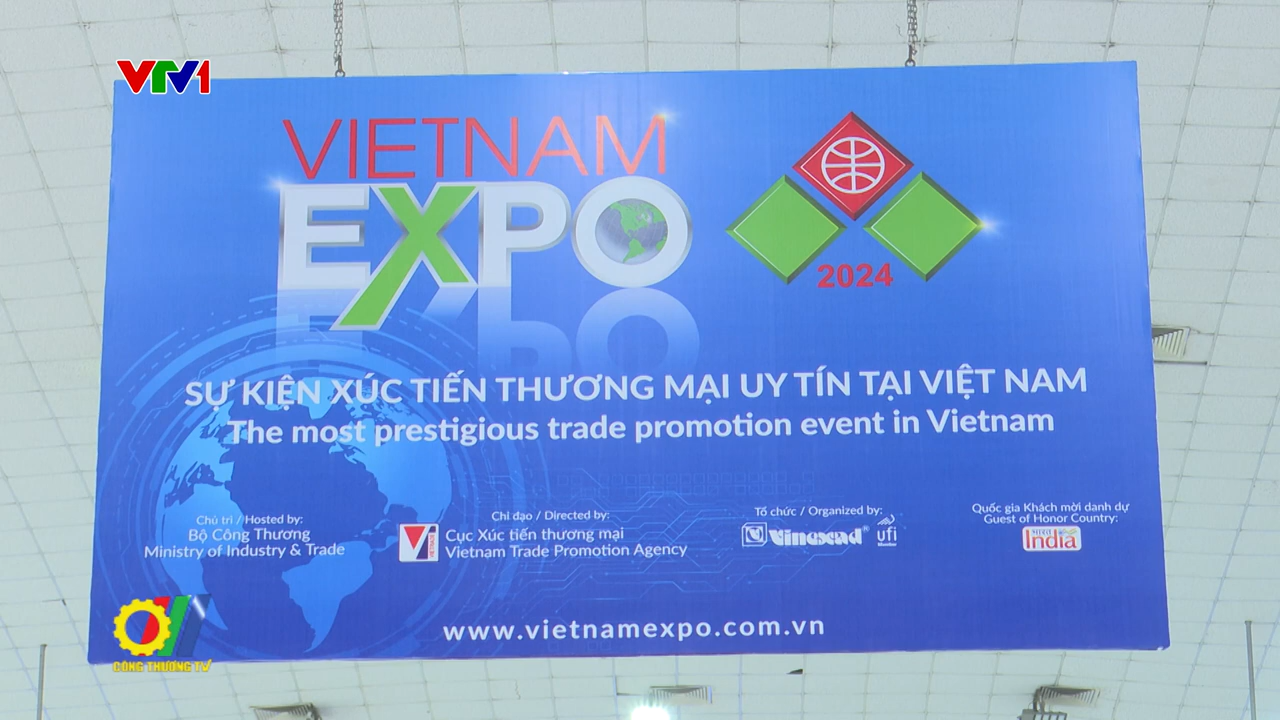 VTV1
VIETNAM
EXPO
2024
SỰ KIỆN XÚC TIẾN THƯƠNG MẠI UY TÍN TẠI VIỆT NAM
The most prestigious trade promotion event in Vietnam
Chủ trì / Hosted by:
Bộ Công Thương
Ministry of Industry & Trade
Chỉ đạo / Directed by:
Cục Xúc tiến thương mại
Vietnam Trade Promotion Agency
Tổ chức / Organized by:
Vinexad®
ufi
Member
Quốc gia Khách mời danh dự
Guest of Honor Country:
भारत
India
www.vietnamexpo.com.vn
CÔNG THƯƠNG TV